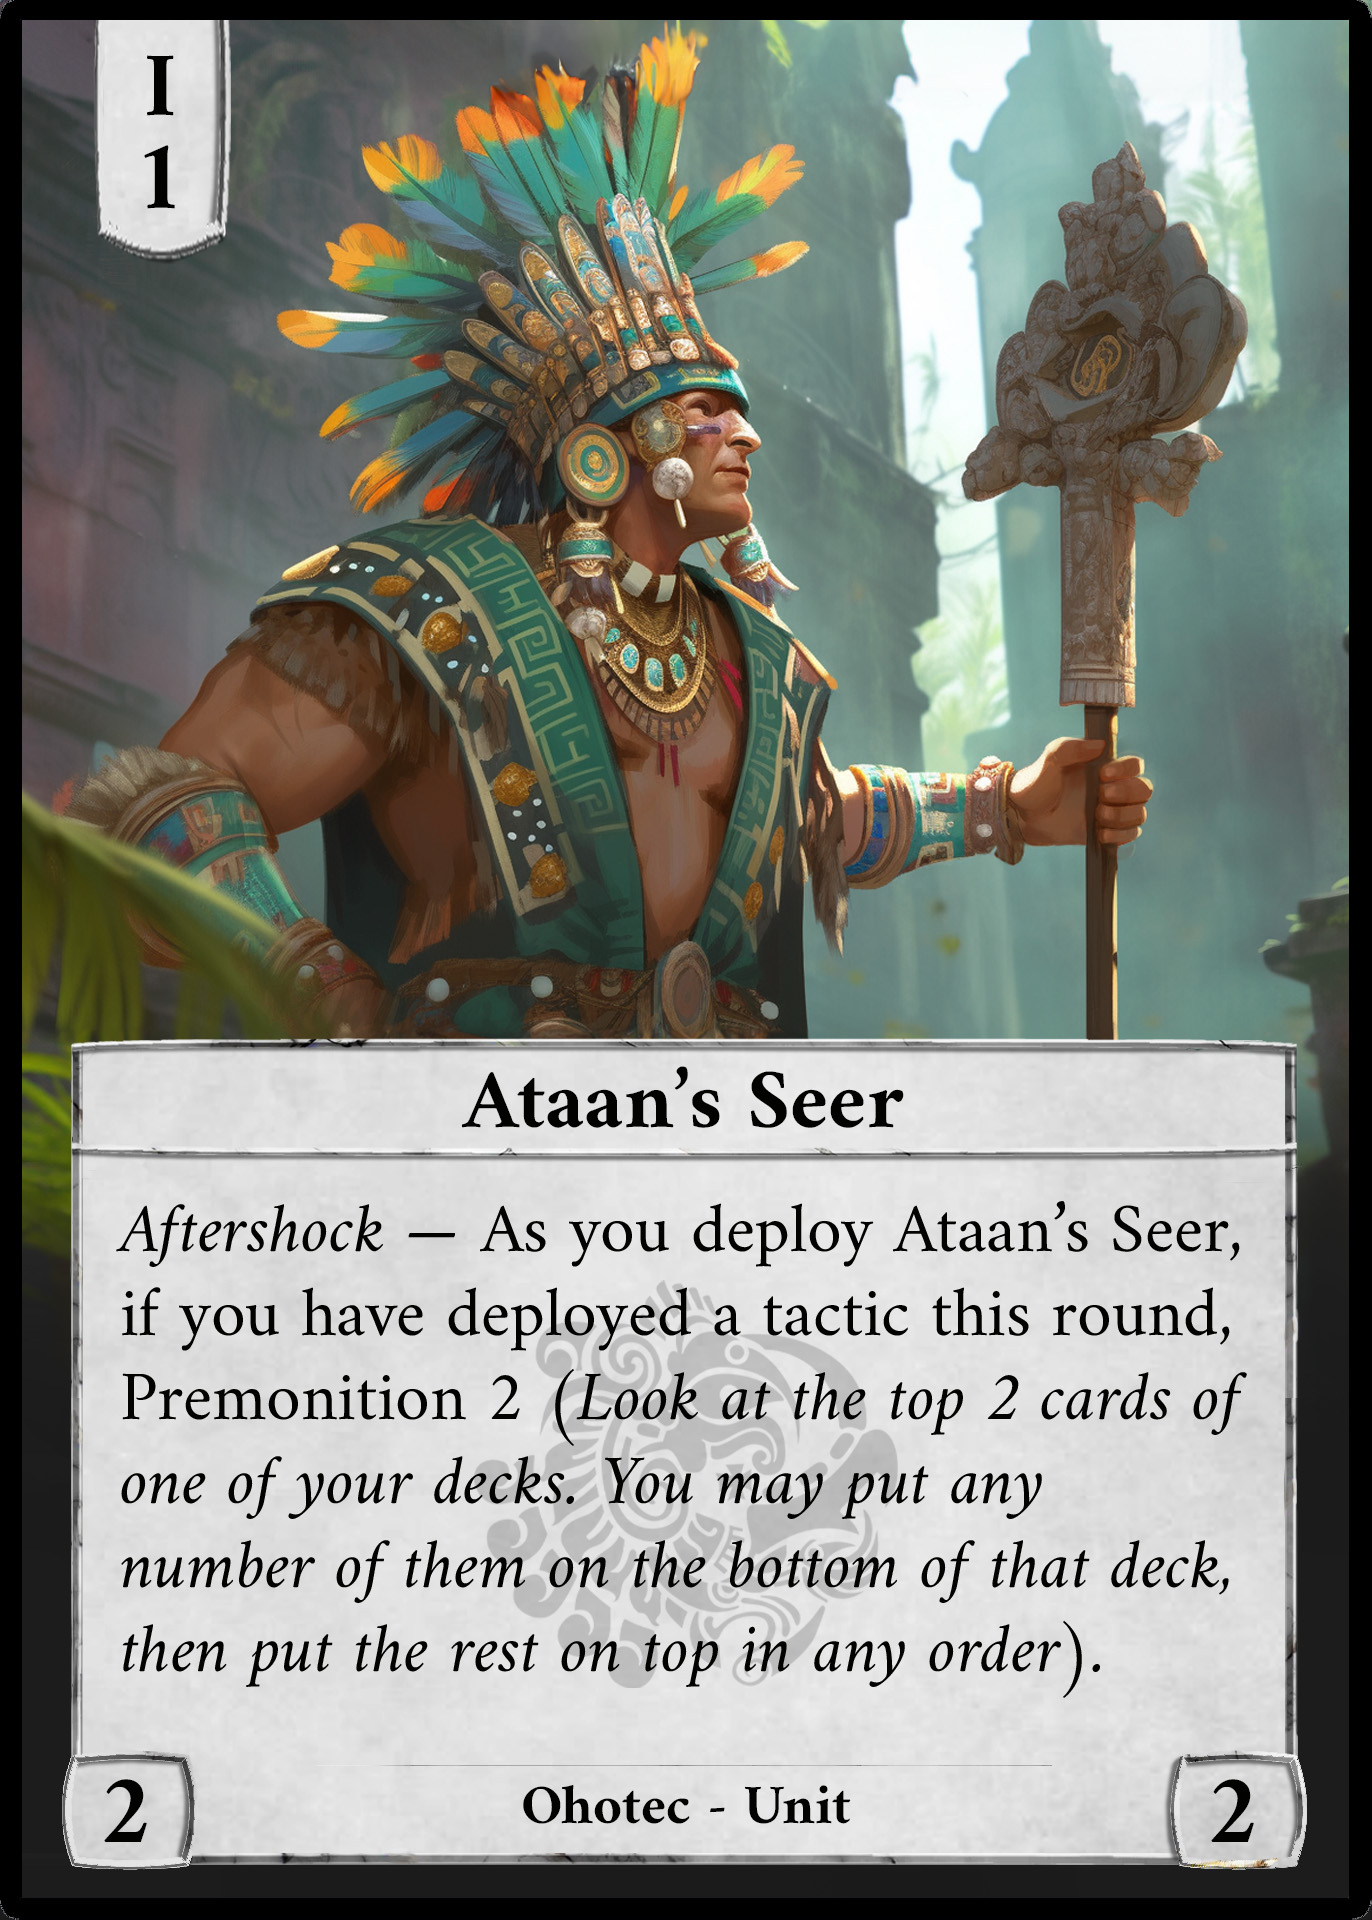 I
1
Ataan’s Seer
Aftershock — As you deploy Ataan’s Seer,
if you have deployed a tactic this round,
Premonition 2 (Look at the top 2 cards of
one of your decks. You may put any
number of them on the bottom of that deck,
then put the rest on top in any order).
2
Ohotec - Unit
2